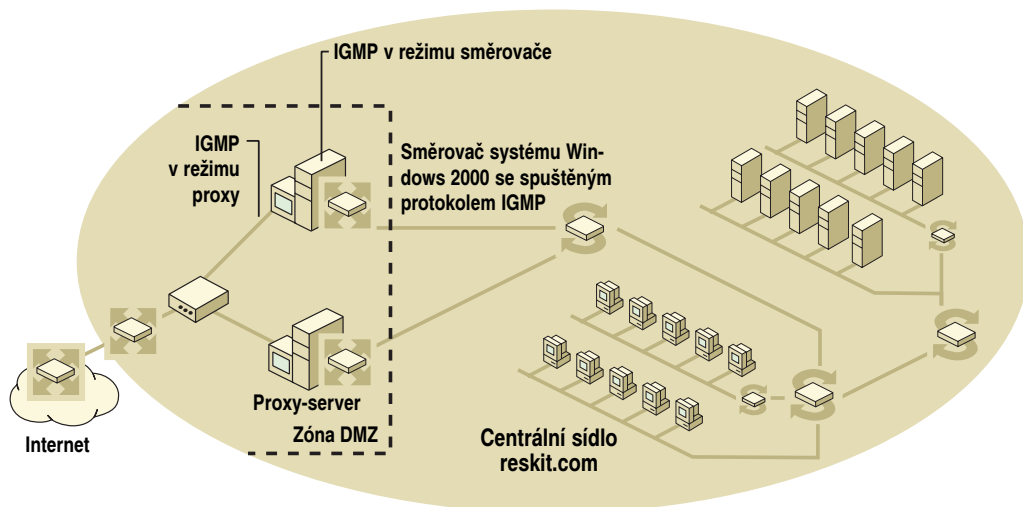 IGMP v režimu směrovače
IGMP
v režimu
proxy
Směrovač systému Win-
dows 2000 se spuštěným
protokolem IGMP
Proxy-server
Zóna DMZ
Internet
Centrální sídlo
reskit.com